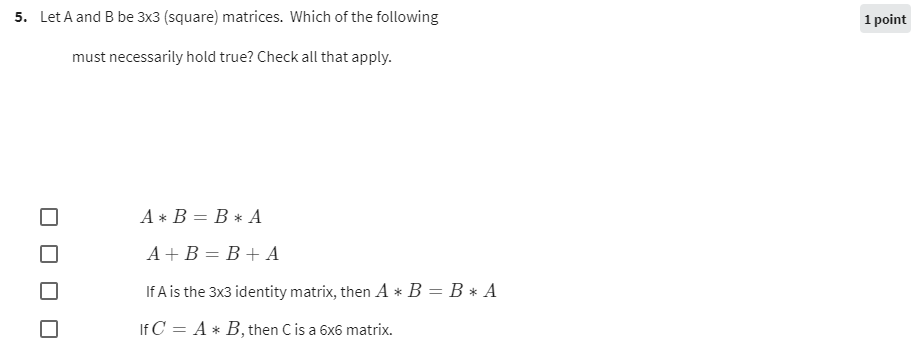 5. Let A and B be 3x3 (square) matrices. Which of the following
1 point
must necessarily hold true? Check all that apply.
A ∗ B = B ∗ A
A + B = B + A
If A is the 3x3 identity matrix, then A ∗ B = B ∗ A
If C = A ∗ B, then C is a 6x6 matrix.